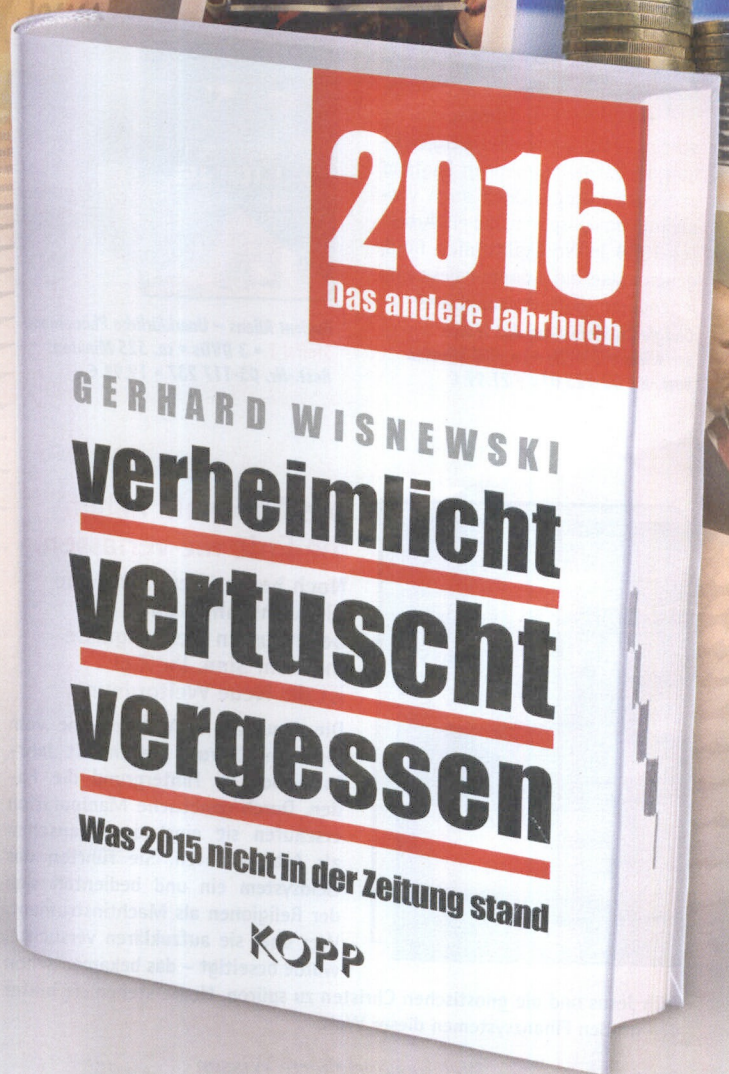 2016
Das andere Jahrbuch
GERHARD WISNEWSKI
verheimlicht
vertuscht
vergessen
Was 2015 nicht in der Zeitung stand
KOPP